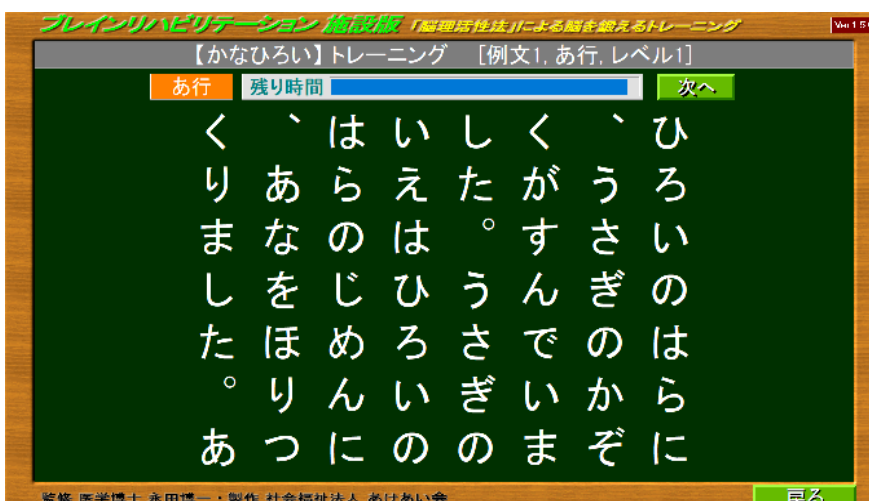 ブレインリハビリテーション 施設版 「脳理活性法」による脳を鍛えるトレーニング
【かなひろい】トレーニング [例文1, あ行, レベル1]
あ行
残り時間
次へ
ひろいのはらに
、うさぎのかぞ
くがすんでいま
した。うさぎの
いえはひろいの
はらのじめんに
、あなをほりつ
くりました。あ
戻る